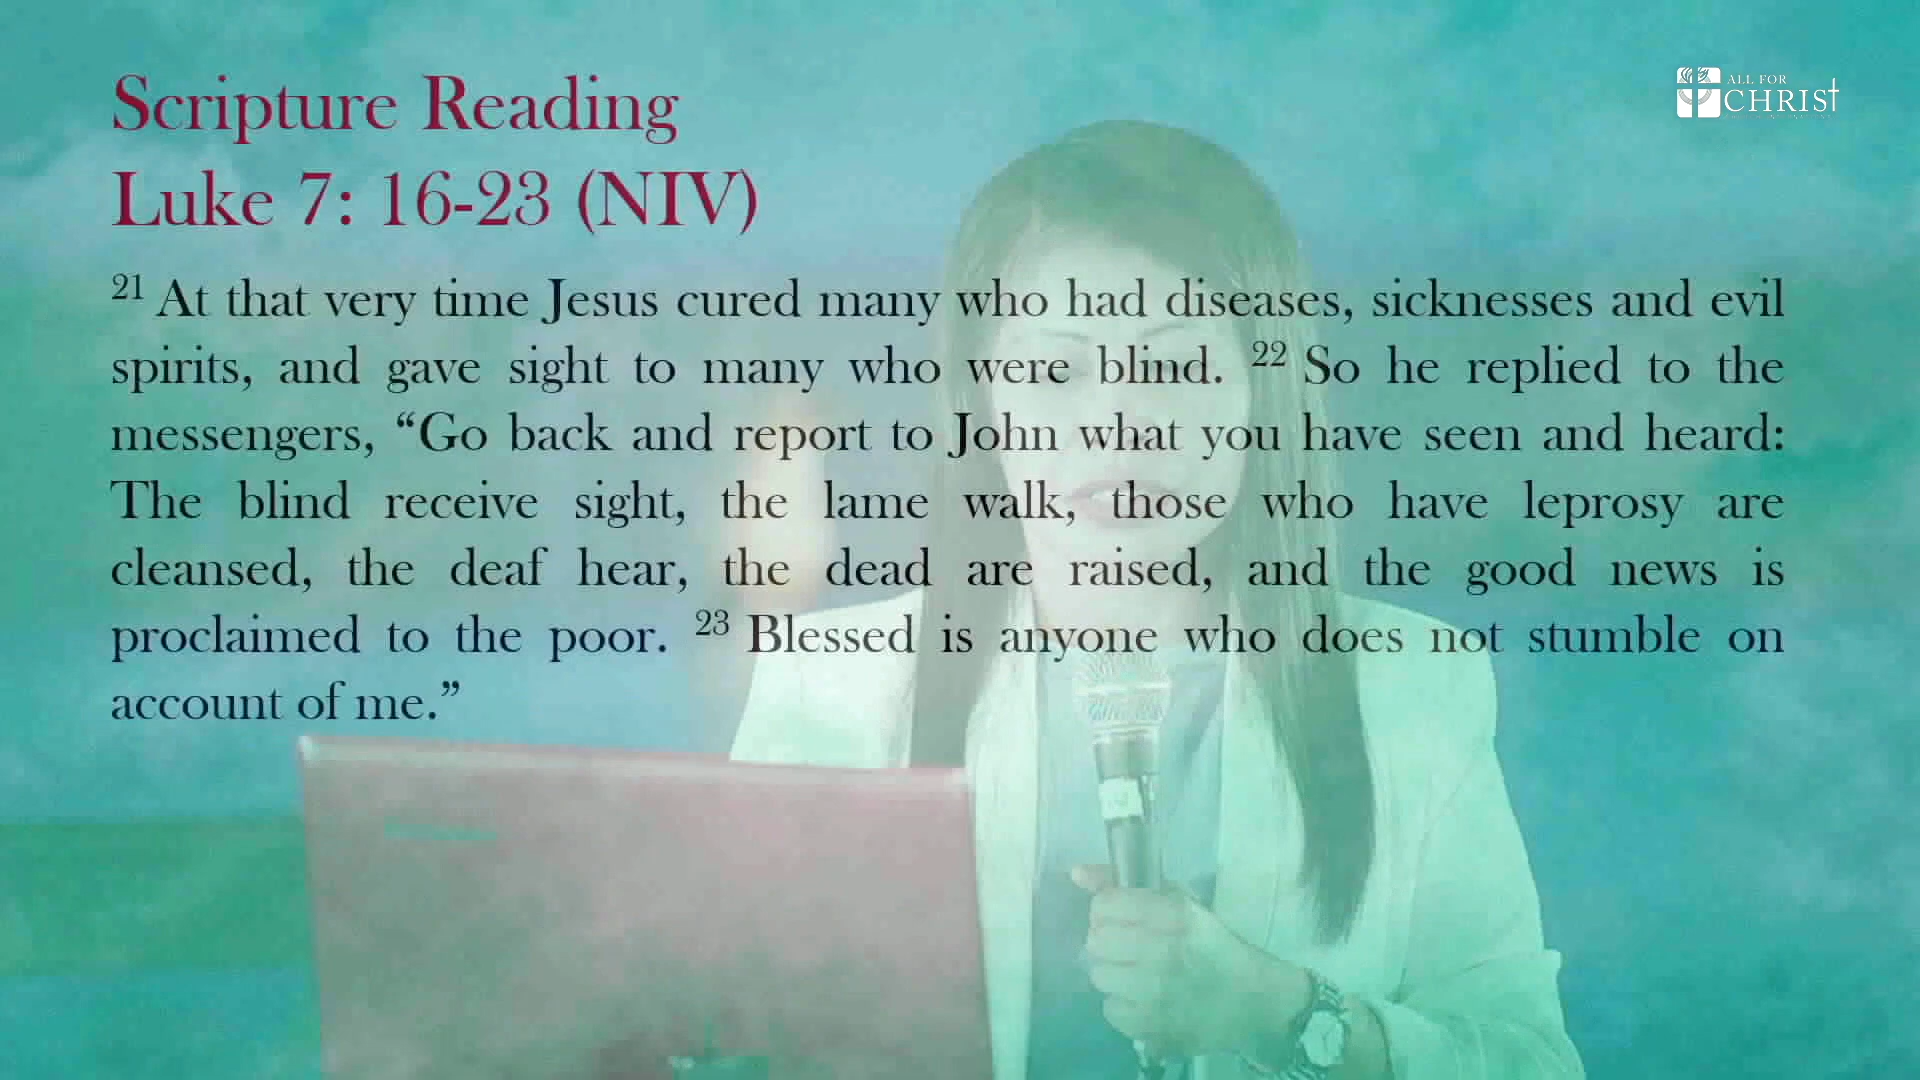 Scripture Reading
Luke 7: 16-23 (NIV)
ALL FOR
CHRIST
21 At that very time Jesus cured many who had diseases, sicknesses and evil
spirits, and gave sight to many who were blind. 22 So he replied to the
messengers, “Go back and report to John what you have seen and heard:
The blind receive sight, the lame walk, those who have leprosy are
cleansed, the deaf hear, the dead are raised, and the good news is
proclaimed to the poor. 23 Blessed is anyone who does not stumble on
account of me.”